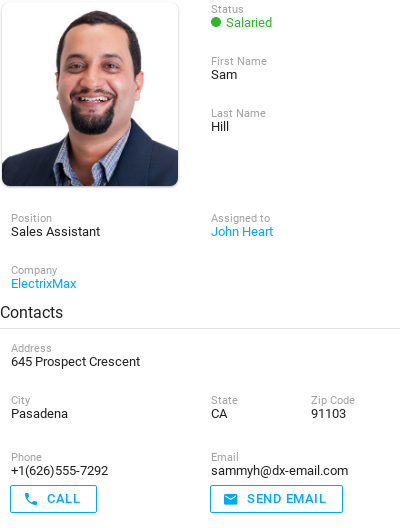 Status
Salaried
First Name
Sam
Last Name
Hill
Position
Sales Assistant
Assigned to
John Heart
Company
ElectrixMax
Contacts
Address
645 Prospect Crescent
City
Pasadena
State
CA
Zip Code
91103
Phone
+1(626)555-7292
Email
sammyh@dx-email.com
CALL
SEND EMAIL